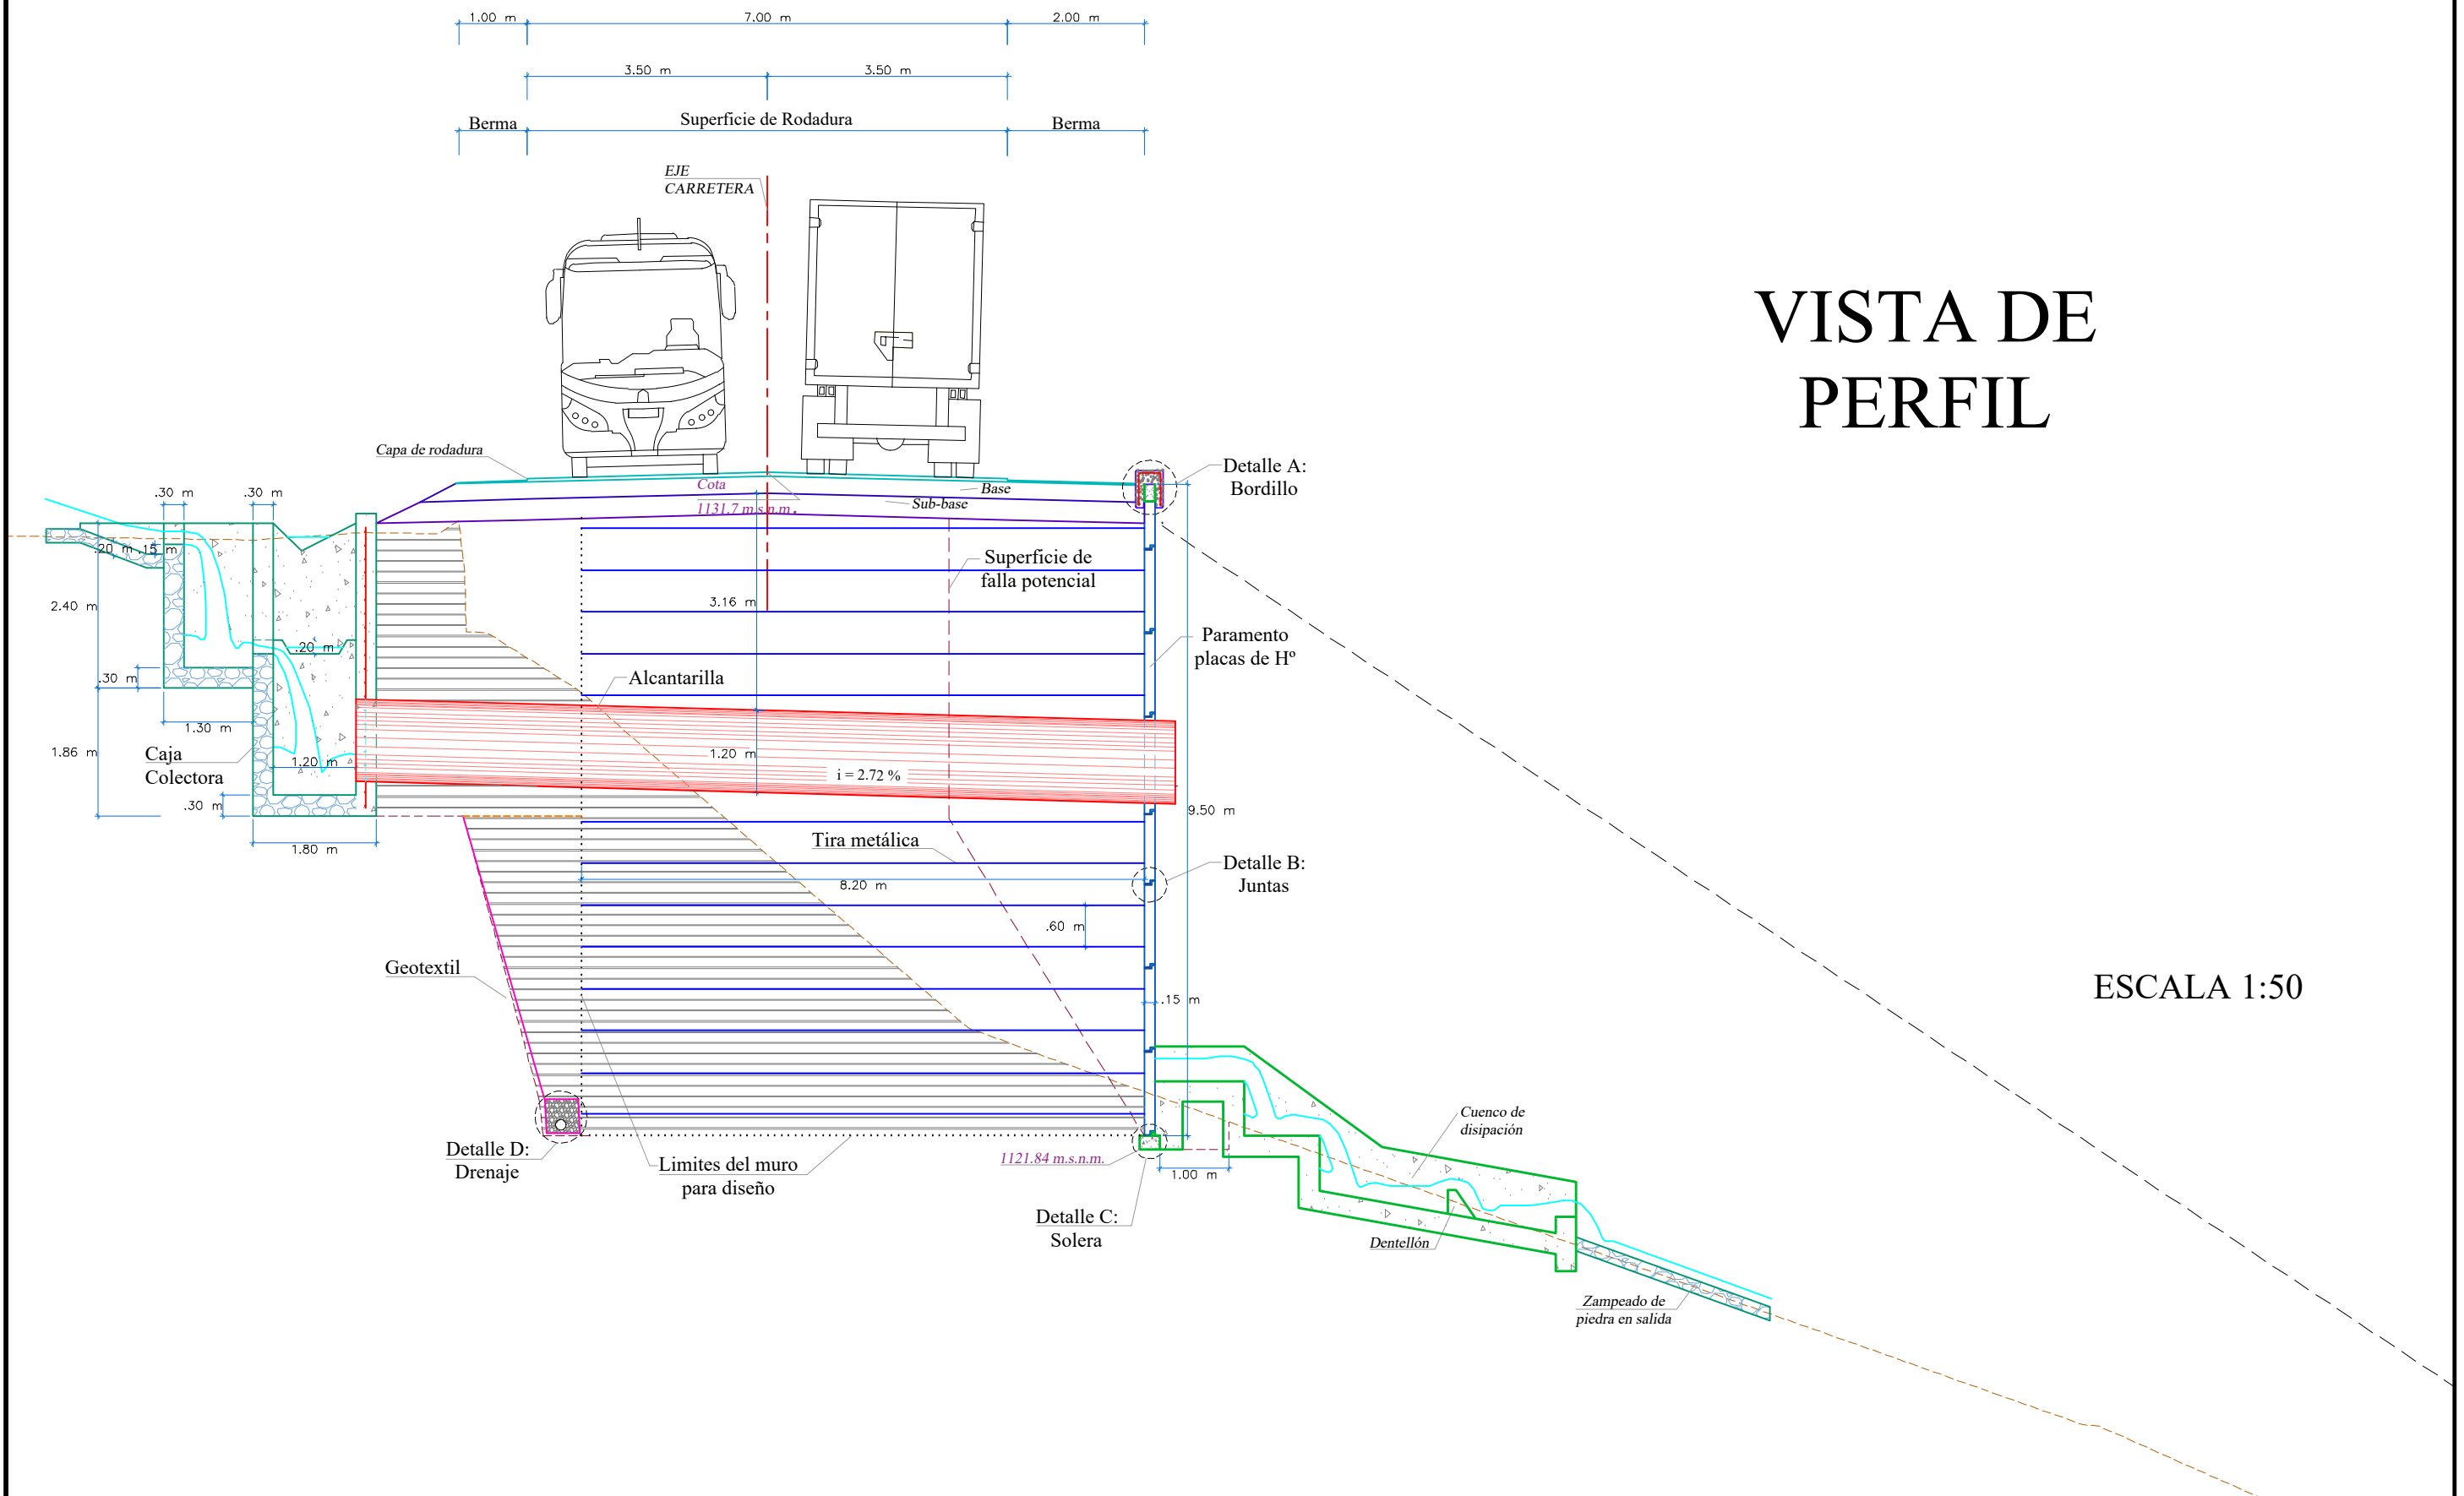 1.00 m
7.00 m
2.00 m
3.50 m
3.50 m
Berma
Superficie de Rodadura
Berma
EJE
CARRETERA
VISTA DE
PERFIL
Capa de rodadura
Detalle A:
Bordillo
Cota
1131.7 m.s.n.m.
Base
Sub-base
.30 m
.30 m
.20 m
.15 m
Superficie de
falla potencial
2.40 m
3.16 m
Paramento
placas de Hº
.20 m
.30 m
Alcantarilla
1.30 m
1.86 m
Caja
Colectora
1.20 m
1.20 m
i = 2.72 %
.30 m
9.50 m
1.80 m
Tira metálica
Detalle B:
Juntas
8.20 m
.60 m
Geotextil
.15 m
ESCALA 1:50
Cuenco de
disipación
Detalle D:
Drenaje
Limites del muro
para diseño
1121.84 m.s.n.m.
1.00 m
Detalle C:
Solera
Dentellón
Zampeado de
piedra en salida